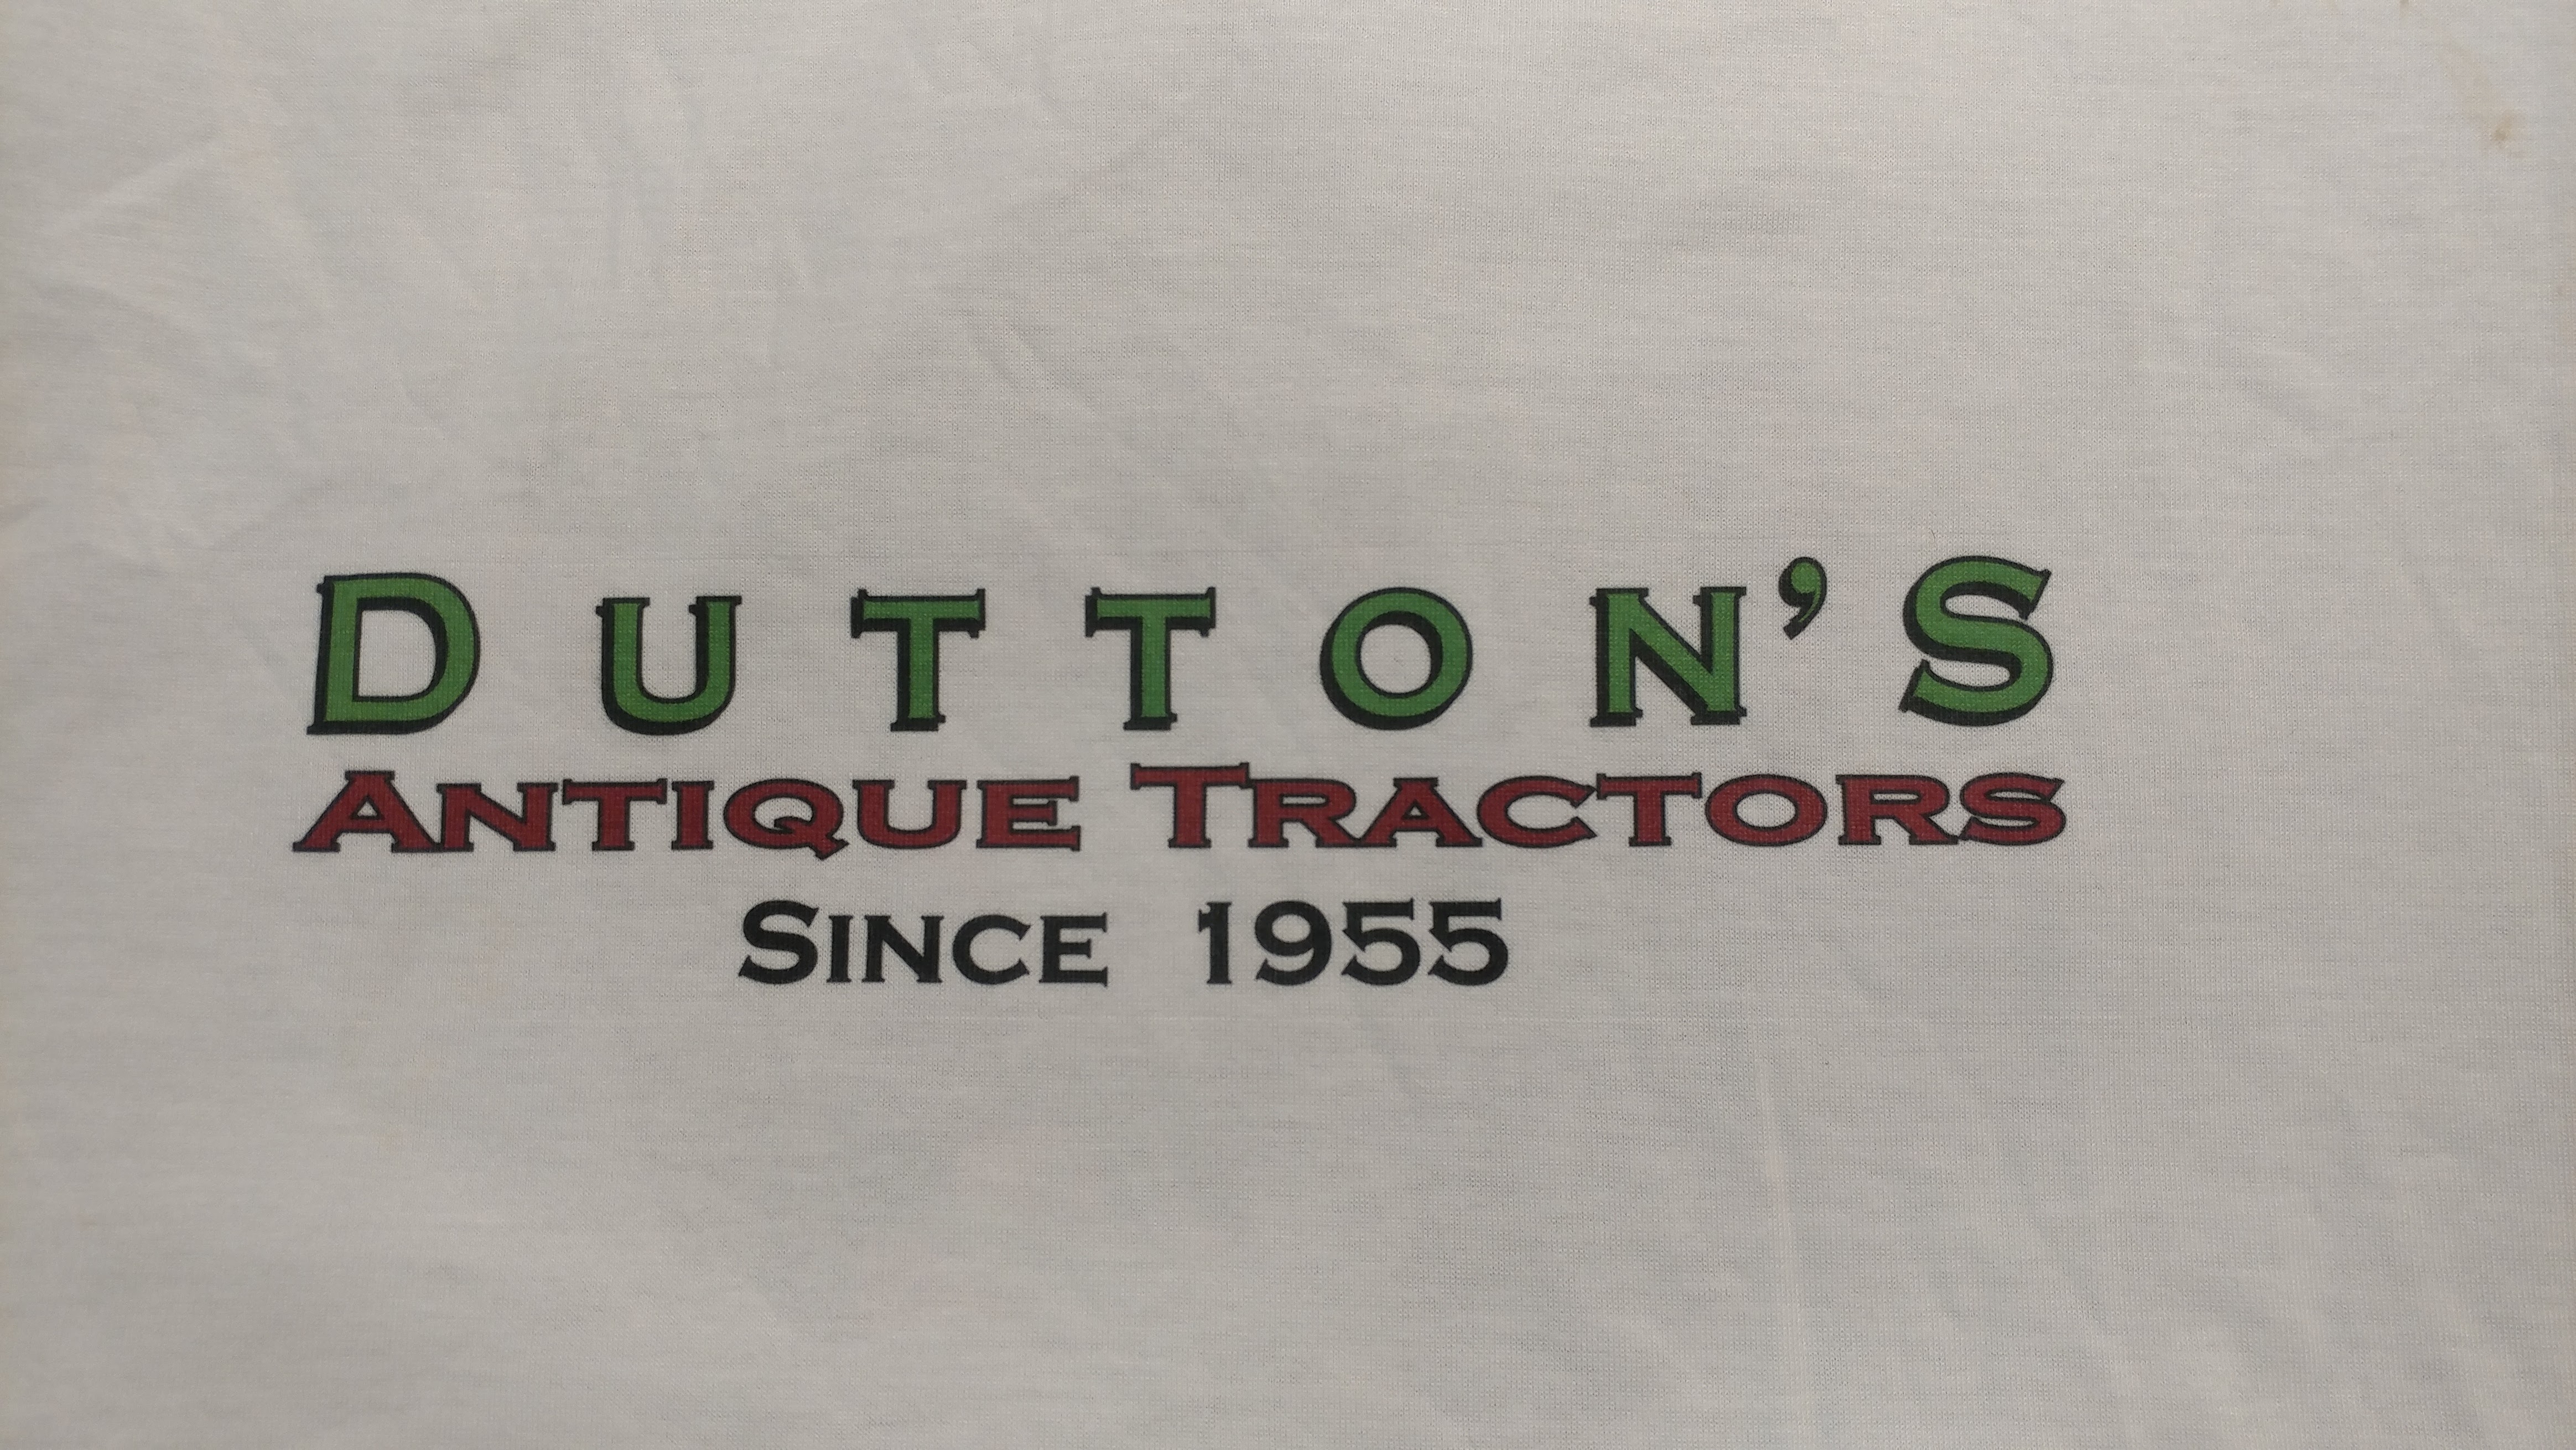 DUTTON'S
ANTIQUE TRACTORS
SINCE 1955